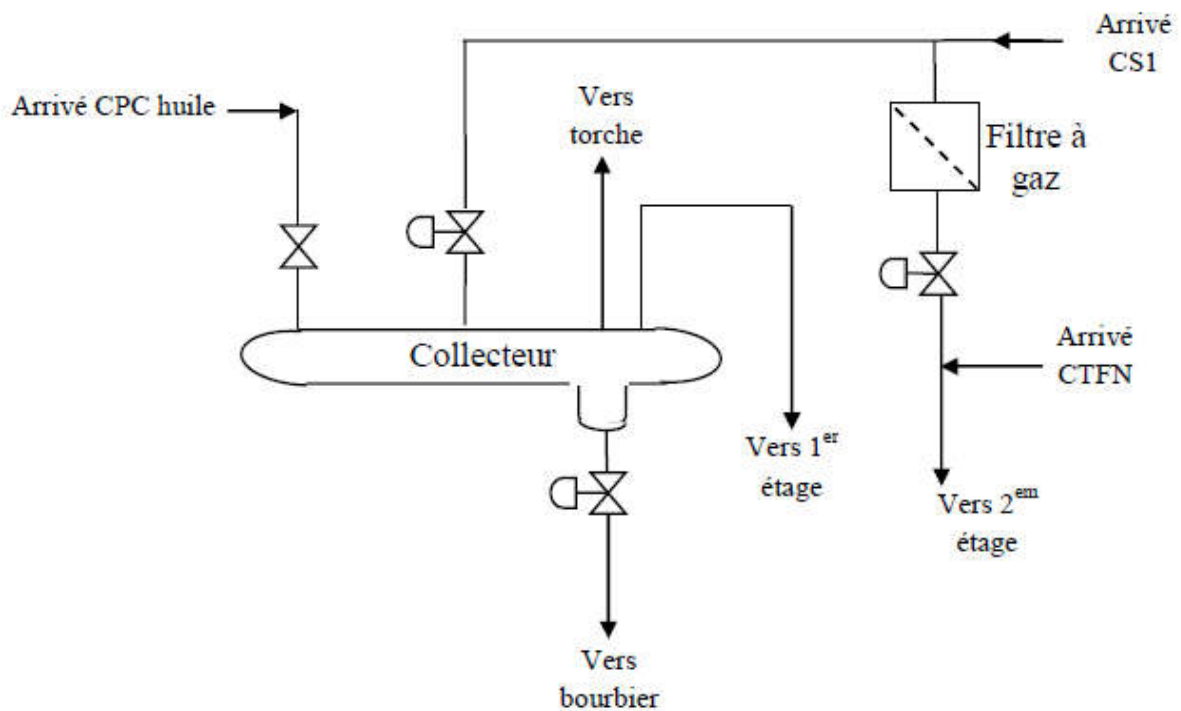 Arrivé
CS1
Arrivé CPC huile
Vers
torche
Filtre à
gaz
Collecteur
Arrivé
CTFN
Vers 1er
étage
Vers 2em
étage
Vers
bourbier